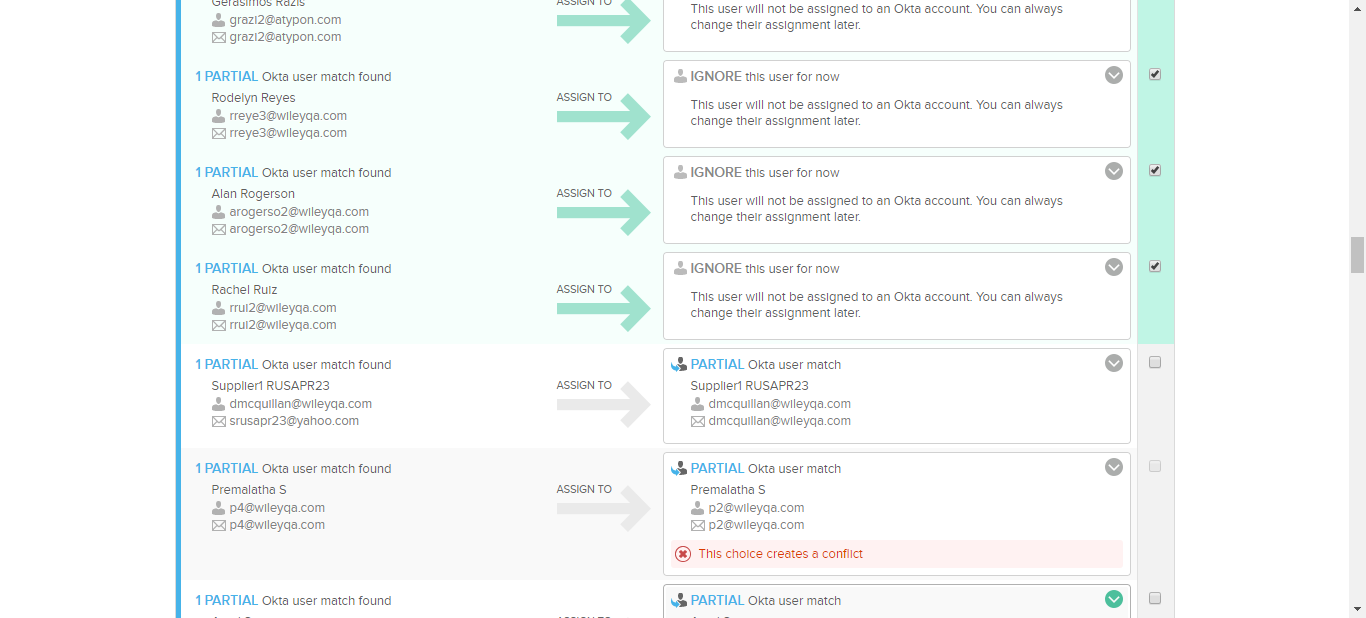 Gerasimos Razis
grazi2@atypon.com
grazi2@atypon.com
ASSIGN TO
This user will not be assigned to an Okta account. You can always
change their assignment later.
1 PARTIAL Okta user match found
Rodelyn Reyes
rreye3@wileyqa.com
rreye3@wileyqa.com
ASSIGN TO
IGNORE this user for now
This user will not be assigned to an Okta account. You can always
change their assignment later.
1 PARTIAL Okta user match found
Alan Rogerson
arogerso2@wileyqa.com
arogerso2@wileyqa.com
ASSIGN TO
IGNORE this user for now
This user will not be assigned to an Okta account. You can always
change their assignment later.
1 PARTIAL Okta user match found
Rachel Ruiz
rrui2@wileyqa.com
rrui2@wileyqa.com
ASSIGN TO
IGNORE this user for now
This user will not be assigned to an Okta account. You can always
change their assignment later.
1 PARTIAL Okta user match found
Supplier1 RUSAPR23
dmcquillan@wileyqa.com
srusapr23@yahoo.com
ASSIGN TO
PARTIAL Okta user match
Supplier1 RUSAPR23
dmcquillan@wileyqa.com
dmcquillan@wileyqa.com
1 PARTIAL Okta user match found
Premalatha S
p4@wileyqa.com
p4@wileyqa.com
ASSIGN TO
PARTIAL Okta user match
Premalatha S
p2@wileyqa.com
p2@wileyqa.com
This choice creates a conflict
1 PARTIAL Okta user match found
ASSIGN TO
PARTIAL Okta user match